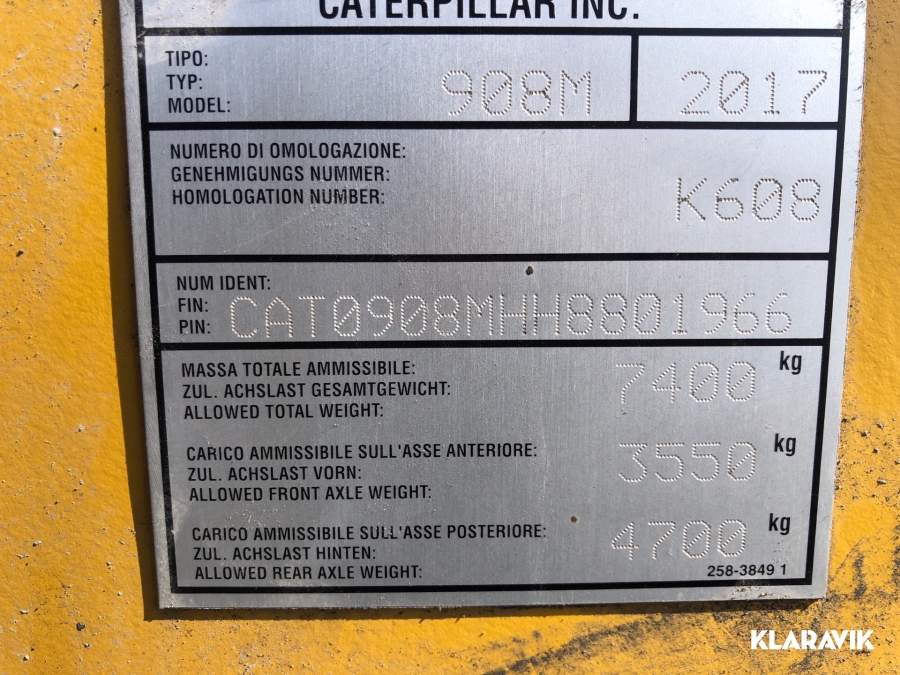 CATERPILLAR INC.
TIPO:
TYP:
MODEL: 908M 2017
NUMERO DI OMOLOGAZIONE:
GENEHMIGUNGS NUMMER:
HOMOLOGATION NUMBER: K608
NUM IDENT:
FIN:
PIN: CAT0908MHH8801966
MASSA TOTALE AMMISSIBILE:
ZUL. ACHSLAST GESAMTGEWICHT: 7400 kg
ALLOWED TOTAL WEIGHT:
CARICO AMMISSIBILE SULL'ASSE ANTERIORE:
ZUL. ACHSLAST VORN: 3550 kg
ALLOWED FRONT AXLE WEIGHT:
CARICO AMMISSIBILE SULL'ASSE POSTERIORE:
ZUL. ACHSLAST HINTEN: 4700 kg
ALLOWED REAR AXLE WEIGHT:
258-3849 1
KLARAVIK